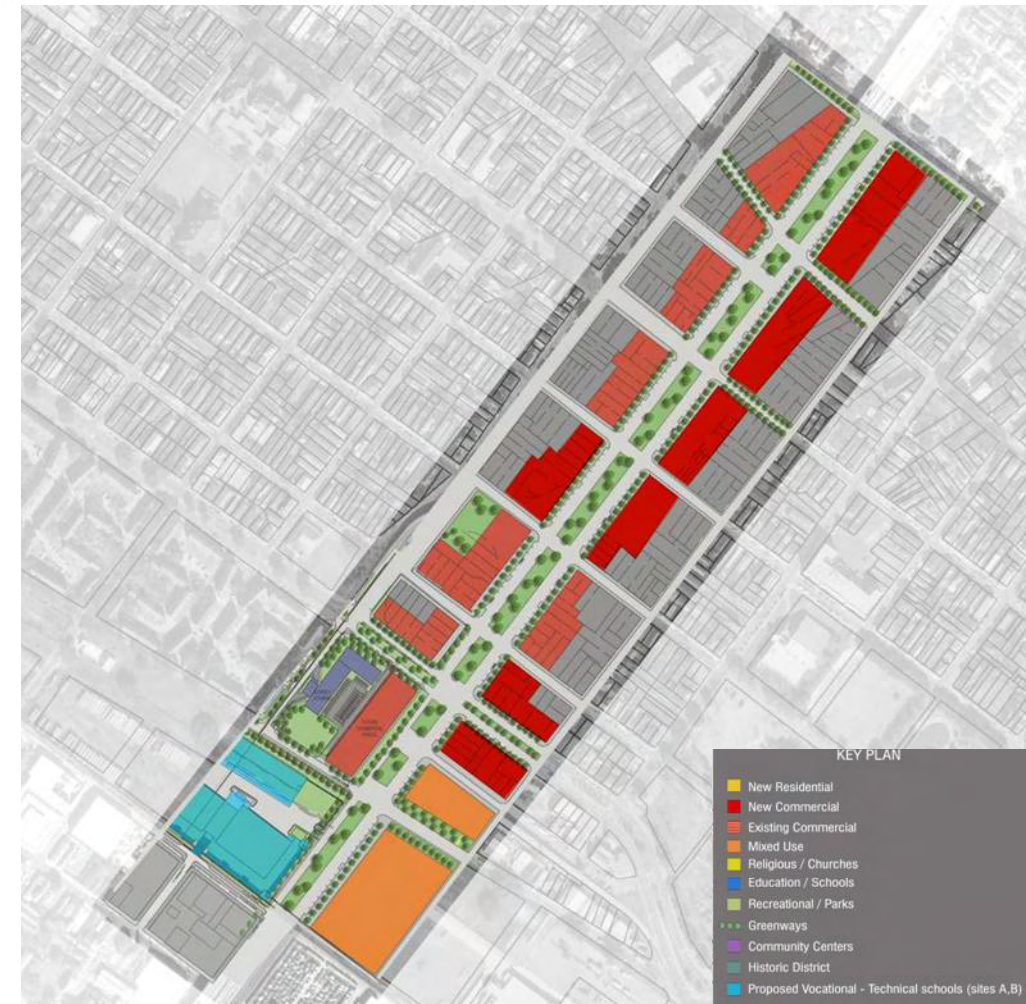 KEY PLAN
New Residential
New Commercial
Existing Commercial
Mixed Use
Religious / Churches
Education / Schools
Recreational / Parks
Greenways
Community Centers
Historic District
Proposed Vocational - Technical schools (sites A,B)